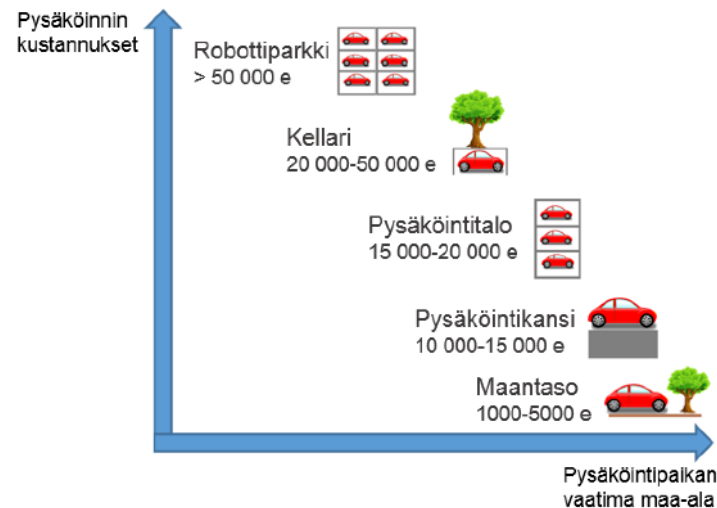 Pysäköinnin
kustannukset
Robottiparkki
> 50 000 e
Kellari
20 000-50 000 e
Pysäköintitalo
15 000-20 000 e
Pysäköintikansi
10 000-15 000 e
Maantaso
1000-5000 e
Pysäköintipaikan
vaatima maa-ala